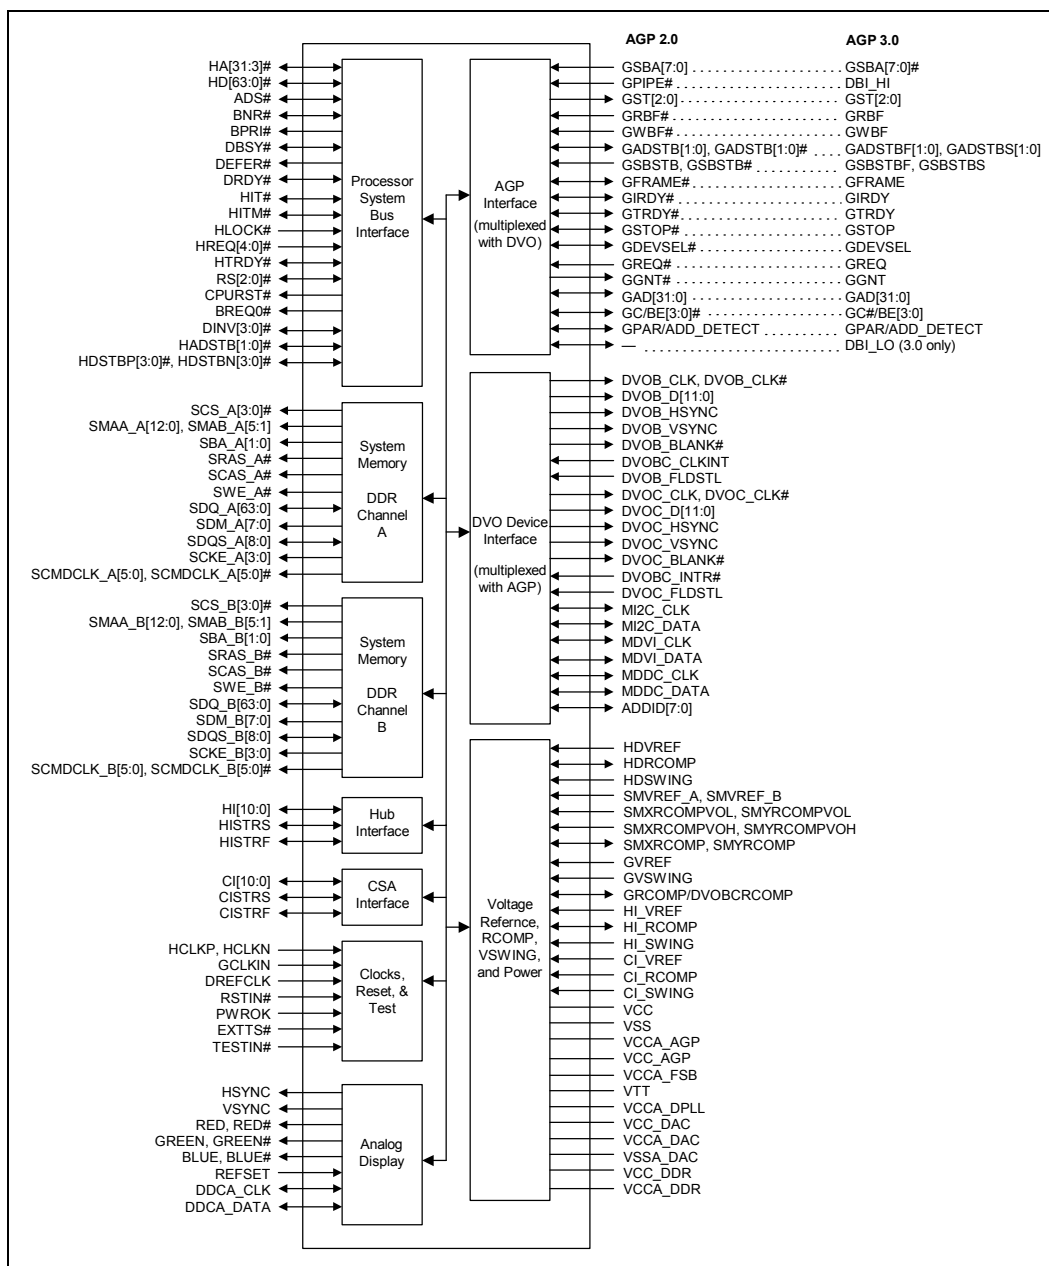 AGP 2.0 AGP 3.0
HA[31:3]#
HD[63:0]#
ADS#
BNR#
BPRI#
DBSY#
DEFER#
DRDY#
HIT#
HITM#
HLOCK#
HREQ[4:0]#
HTRDY#
RS[2:0]#
CPURST#
BREQ0#
DINV[3:0]#
HADSTB[1:0]#
HDSTBP[3:0]#, HDSTBN[3:0]#
Processor
System
Bus
Interface
SCS_A[3:0]#
SMAA_A[12:0], SMAB_A[5:1]
SBA_A[1:0]
SRAS_A#
SCAS_A#
SWE_A#
SDQ_A[63:0]
SDM_A[7:0]
SDQS_A[8:0]
SCKE_A[3:0]
SCMDCLK_A[5:0], SCMDCLK_A[5:0]#
System
Memory
DDR
Channel
A
SCS_B[3:0]#
SMAA_B[12:0], SMAB_B[5:1]
SBA_B[1:0]
SRAS_B#
SCAS_B#
SWE_B#
SDQ_B[63:0]
SDM_B[7:0]
SDQS_B[8:0]
SCKE_B[3:0]
SCMDCLK_B[5:0], SCMDCLK_B[5:0]#
System
Memory
DDR
Channel
B
HI[10:0]
HISTRS
HISTRF
Hub
Interface
CI[10:0]
CISTRS
CISTRF
CSA
Interface
HCLKP, HCLKN
GCLKIN
DREFCLK
RSTIN#
PWROK
EXTTS#
TESTIN#
Clocks,
Reset, &
Test
HSYNC
VSYNC
RED, RED#
GREEN, GREEN#
BLUE, BLUE#
REFSET
DDCA_CLK
DDCA_DATA
Analog
Display
AGP
Interface
(multiplexed
with DVO)
GSBA[7:0] . . . . . . . . . . . . . . . . GSBA[7:0]#
GPIPE# . . . . . . . . . . . . . . . . DBI_HI
GST[2:0] . . . . . . . . . . . . . . . . GST[2:0]
GRBF# . . . . . . . . . . . . . . . . GRBF
GWBF# . . . . . . . . . . . . . . . . GWBF
GADSTB[1:0], GADSTB[1:0]# . . . . GADSTBF[1:0], GADSTBS[1:0]
GSBSTB, GSBSTB# . . . . . . . . . . GSBSTBF, GSBSTBS
GFRAME# . . . . . . . . . . . . . . . . GFRAME
GIRDY# . . . . . . . . . . . . . . . . GIRDY
GTRDY# . . . . . . . . . . . . . . . . GTRDY
GSTOP# . . . . . . . . . . . . . . . . GSTOP
GDEVSEL# . . . . . . . . . . . . . . . . GDEVSEL
GREQ# . . . . . . . . . . . . . . . . GREQ
GGNT# . . . . . . . . . . . . . . . . GGNT
GAD[31:0] . . . . . . . . . . . . . . . . GAD[31:0]
GC/BE[3:0]# . . . . . . . . . . . . . . GC#/BE[3:0]
GPAR/ADD_DETECT . . . . . . . . GPAR/ADD_DETECT
— . . . . . . . . . . . . . . . . . . . . DBI_LO (3.0 only)
DVO Device
Interface
(multiplexed
with AGP)
DVOB_CLK, DVOB_CLK#
DVOB_D[11:0]
DVOB_HSYNC
DVOB_VSYNC
DVOB_BLANK#
DVOBC_CLKINT
DVOB_FLDSTL
DVOC_CLK, DVOC_CLK#
DVOC_D[11:0]
DVOC_HSYNC
DVOC_VSYNC
DVOC_BLANK#
DVOBC_INTR#
DVOC_FLDSTL
MI2C_CLK
MI2C_DATA
MDVI_CLK
MDVI_DATA
MDDC_CLK
MDDC_DATA
ADDID[7:0]
Voltage
Refernce,
RCOMP,
VSWING,
and Power
HDVREF
HDRCOMP
HDSWING
SMVREF_A, SMVREF_B
SMXRCOMPVOL, SMYRCOMPVOL
SMXRCOMPVOH, SMYRCOMPVOH
SMXRCOMP, SMYRCOMP
GVREF
GVSWING
GRCOMP/DVOBCRCOMP
HI_VREF
HI_RCOMP
HI_SWING
CI_VREF
CI_RCOMP
CI_SWING
VCC
VSS
VCCA_AGP
VCC_AGP
VCCA_FSB
VTT
VCCA_DPLL
VCC_DAC
VCCA_DAC
VSSA_DAC
VCC_DDR
VCCA_DDR